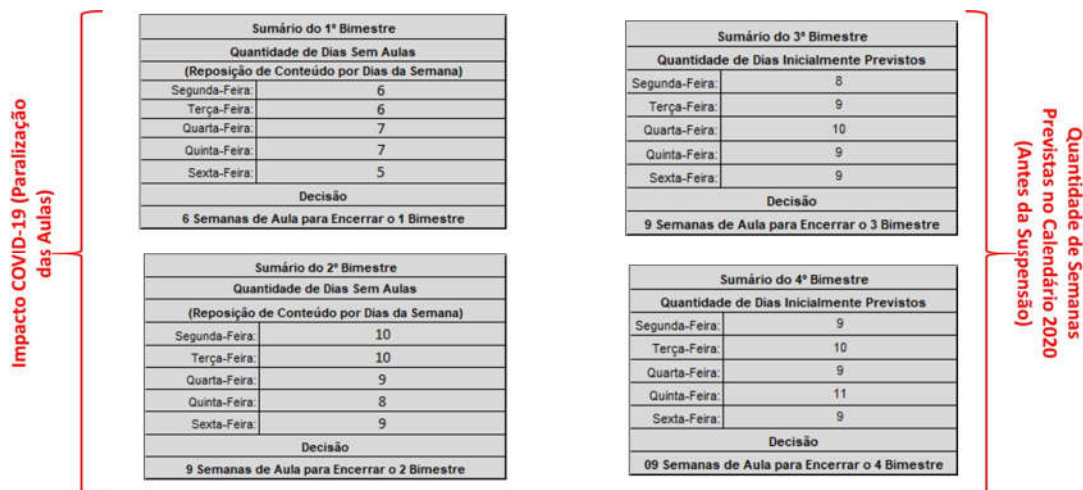 Impacto COVID-19 (Paralização
das Aulas)
Sumário do 1º Bimestre
Quantidade de Dias Sem Aulas
(Reposição de Conteúdo por Dias da Semana)
Segunda-Feira: 6
Terça-Feira: 6
Quarta-Feira: 7
Quinta-Feira: 7
Sexta-Feira: 5
Decisão
6 Semanas de Aula para Encerrar o 1 Bimestre
Sumário do 2º Bimestre
Quantidade de Dias Sem Aulas
(Reposição de Conteúdo por Dias da Semana)
Segunda-Feira: 10
Terça-Feira: 10
Quarta-Feira: 9
Quinta-Feira: 8
Sexta-Feira: 9
Decisão
9 Semanas de Aula para Encerrar o 2 Bimestre
Sumário do 3º Bimestre
Quantidade de Dias Inicialmente Previstos
Segunda-Feira: 8
Terça-Feira: 9
Quarta-Feira: 10
Quinta-Feira: 9
Sexta-Feira: 9
Decisão
9 Semanas de Aula para Encerrar o 3 Bimestre
Sumário do 4º Bimestre
Quantidade de Dias Inicialmente Previstos
Segunda-Feira: 9
Terça-Feira: 10
Quarta-Feira: 9
Quinta-Feira: 11
Sexta-Feira: 9
Decisão
09 Semanas de Aula para Encerrar o 4 Bimestre
Quantidade de Semanas
Previstas no Calendário 2020
(Antes da Suspensão)